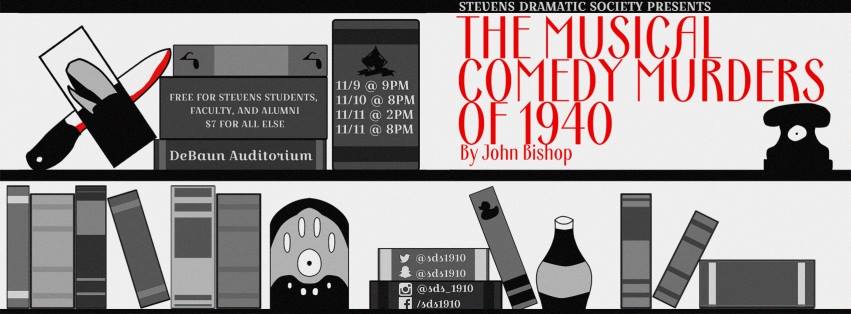 STEVENS DRAMATIC SOCIETY PRESENTS
THE MUSICAL
COMEDY MURDERS
OF 1940
By John Bishop
11/9 @ 9PM
11/10 @ 8PM
11/11 @ 2PM
11/11 @ 8PM
FREE FOR STEVENS STUDENTS,
FACULTY, AND ALUMNI
$7 FOR ALL ELSE
DeBaun Auditorium
@sds1910
@sds1910
@sds_1910
/sds1910